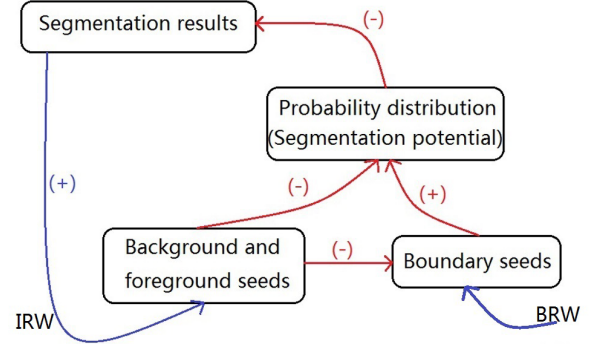 Segmentation results
(-)
Probability distribution
(Segmentation potential)
(+)
(-)
(+)
Background and
foreground seeds
(-)
Boundary seeds
IRW
BRW